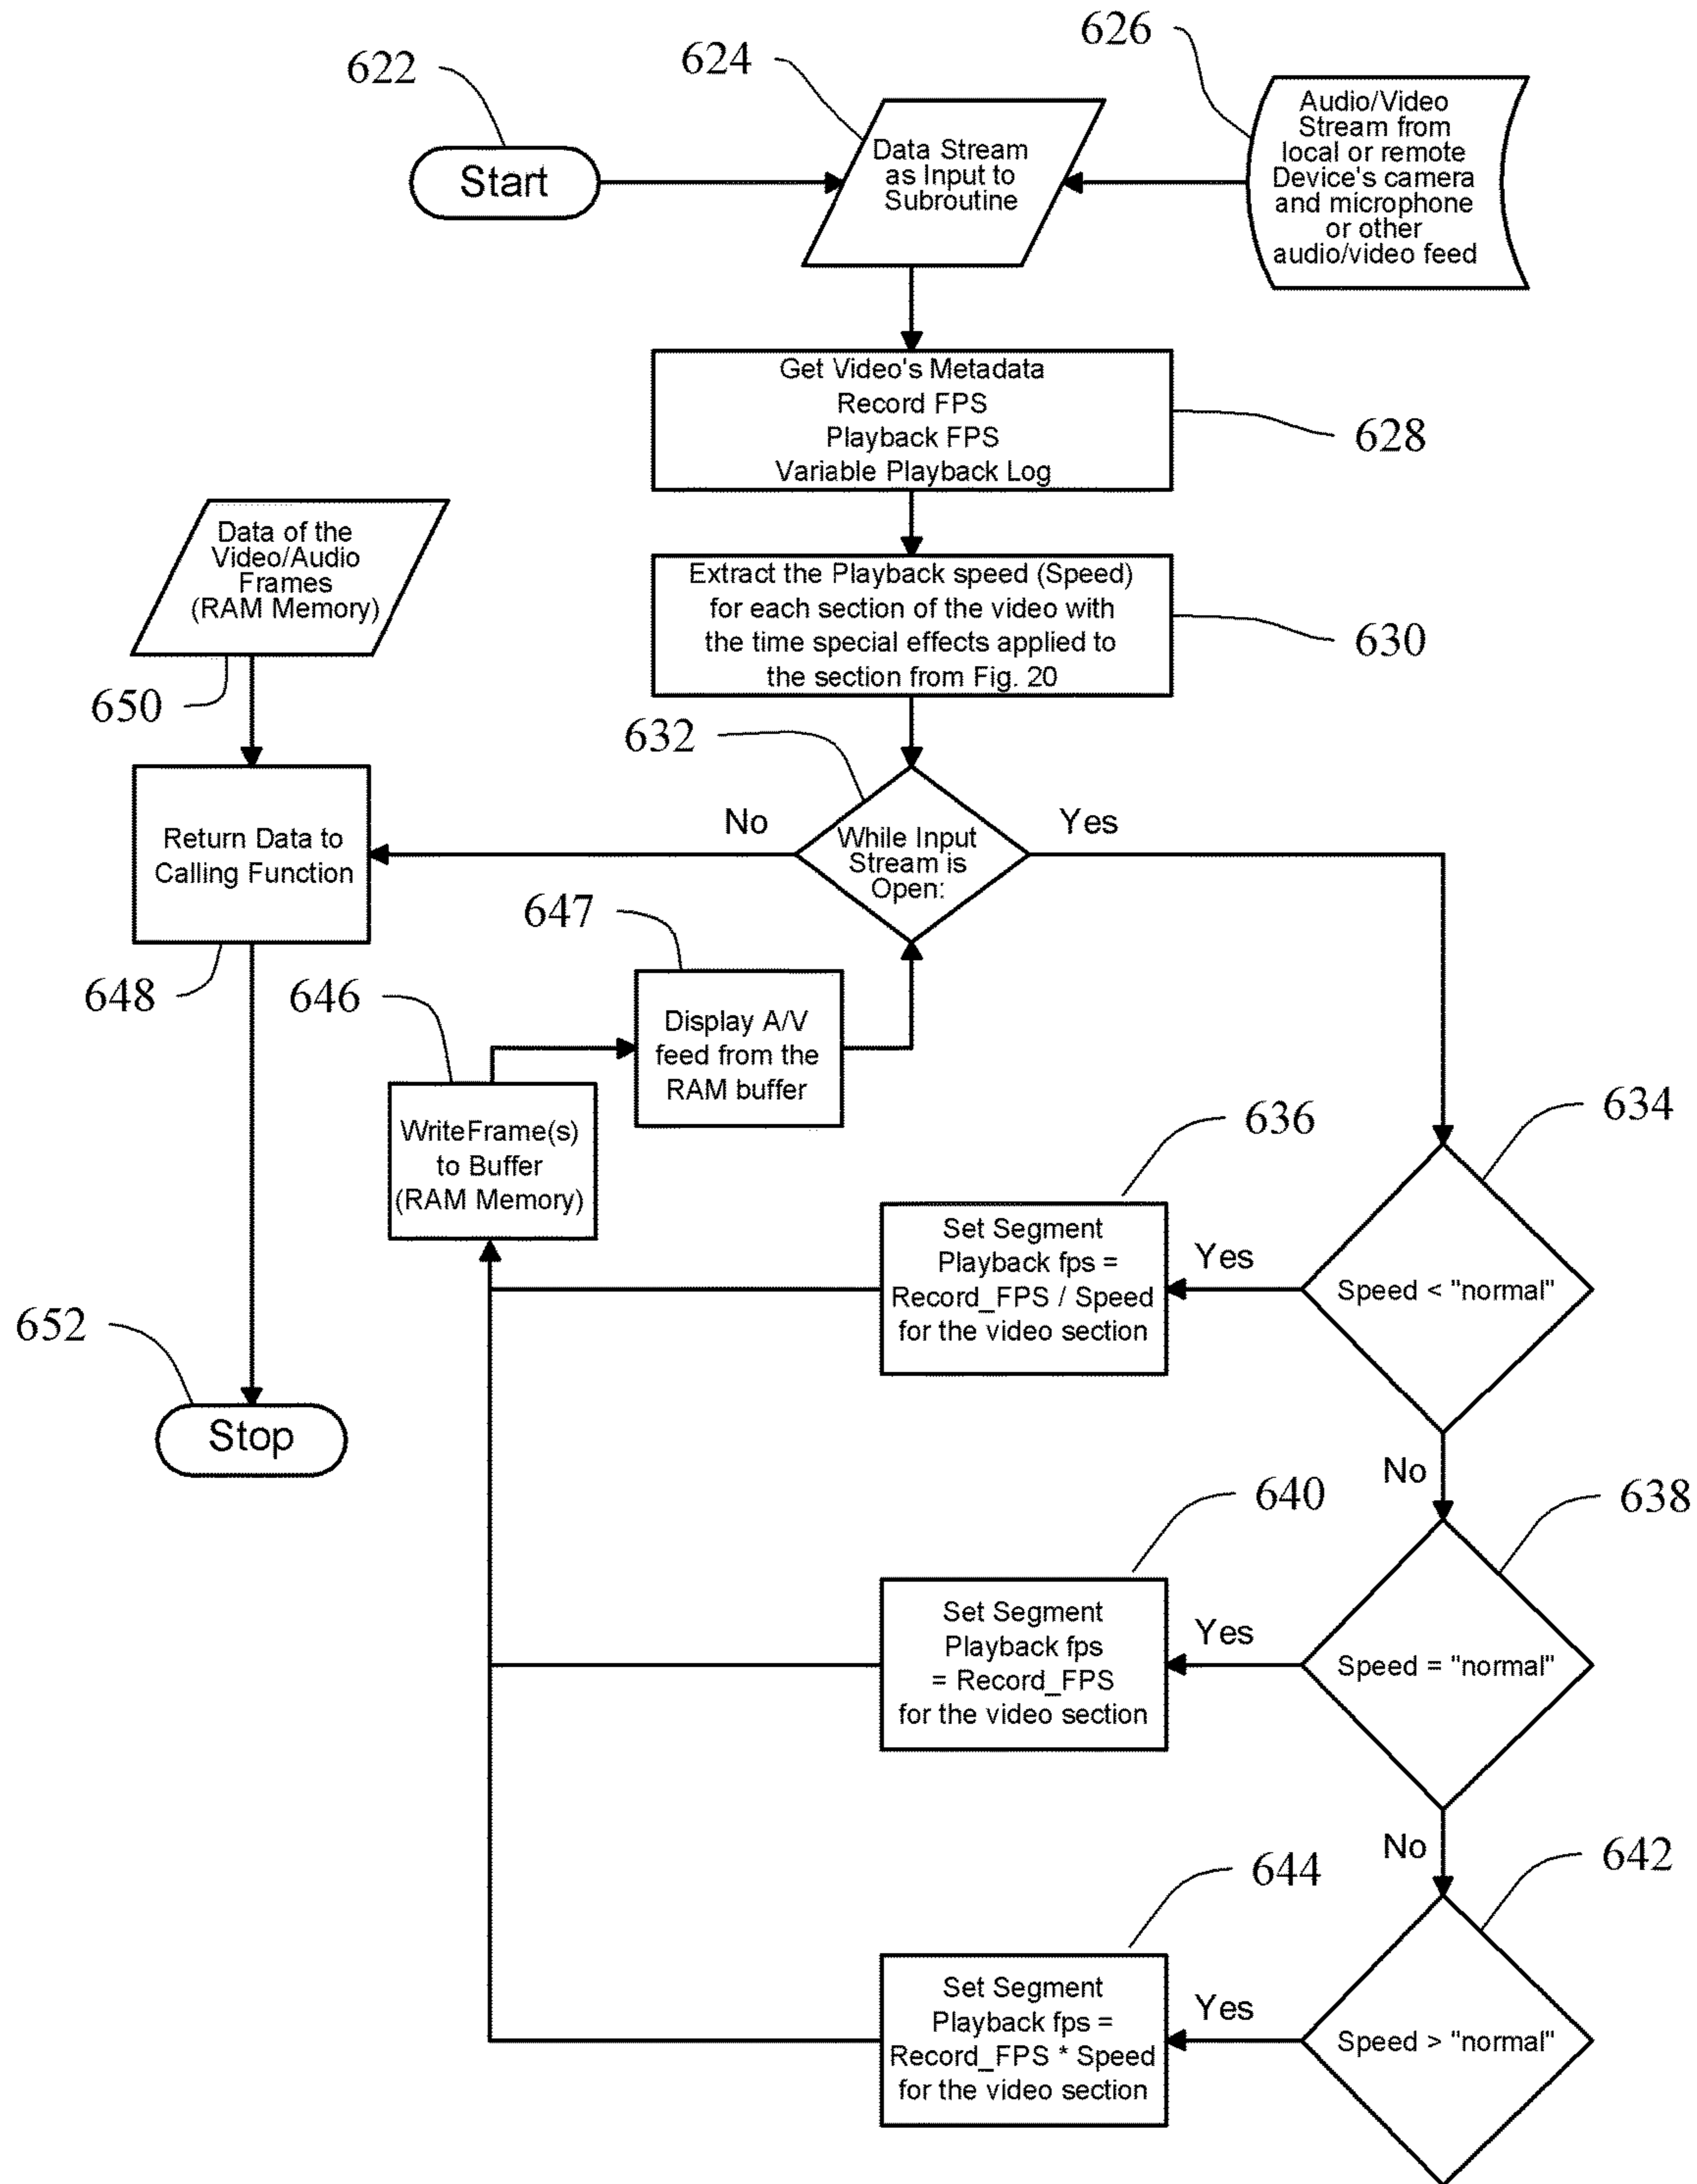 626
624
622
Audio/Video
Stream from
local or remote
Device's camera
and microphone
or other
audio/video feed
Data Stream
as Input to
Subroutine
Start
Get Video's Metadata
Record FPS
Playback FPS
Variable Playback Log
628
Data of the
Video/Audio
Frames
(RAM Memory)
650
Extract the Playback speed (Speed)
for each section of the video with
the time special effects applied to
the section from Fig. 20
630
632
No
Yes
While Input
Stream is
Open:
Return Data to
Calling Function
648
647
646
Display A/V
feed from the
RAM buffer
WriteFrame(s)
to Buffer
(RAM Memory)
634
636
Set Segment
Playback fps =
Record_FPS / Speed
for the video section
Yes
Speed < "normal"
652
Stop
No
640
638
Set Segment
Playback fps
= Record_FPS
for the video section
Yes
Speed = "normal"
No
644
642
Set Segment
Playback fps =
Record_FPS * Speed
for the video section
Yes
Speed > "normal"